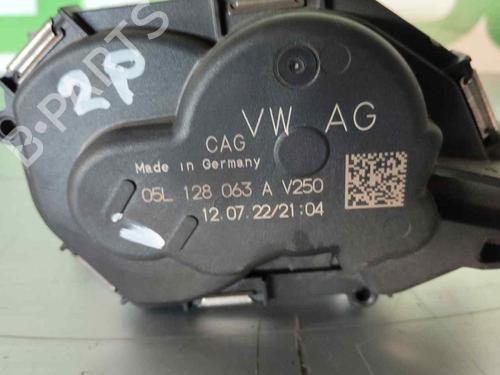 B-PARTS
2P
VW AG
CAG
Made in Germany
05L 128 063 A V250
12.07.22/21:04